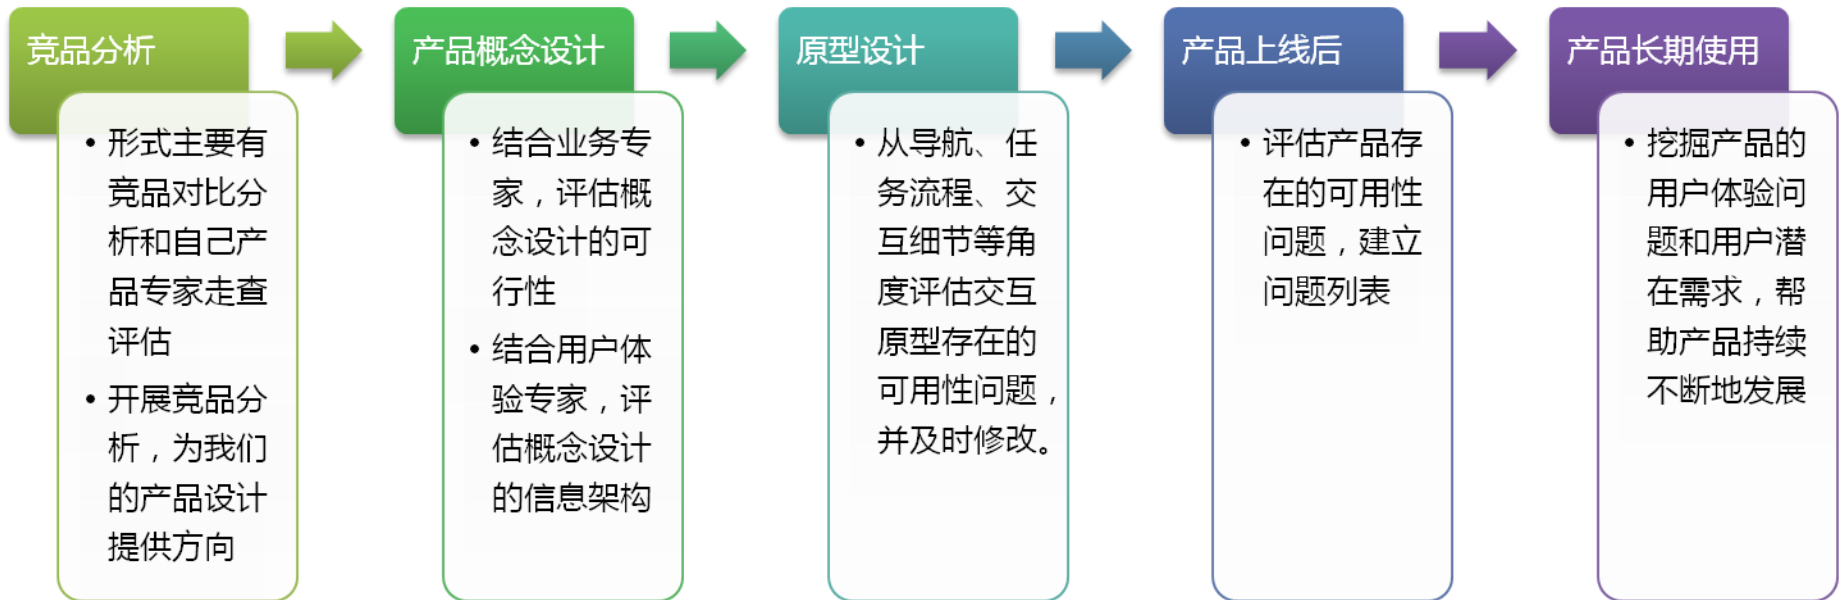 竞品分析
• 形式主要有
竞品对比分
析和自己产
品专家走查
评估
• 开展竞品分
析，为我们
的产品设计
提供方向
产品概念设计
• 结合业务专
家，评估概
念设计的可
行性
• 结合用户体
验专家，评
估概念设计
的信息架构
原型设计
• 从导航、任
务流程、交
互细节等角
度评估交互
原型存在的
可用性问题，
并及时修改。
产品上线后
• 评估产品存
在的可用性
问题，建立
问题列表
产品长期使用
• 挖掘产品的
用户体验问
题和用户潜
在需求，帮
助产品持续
不断地发展